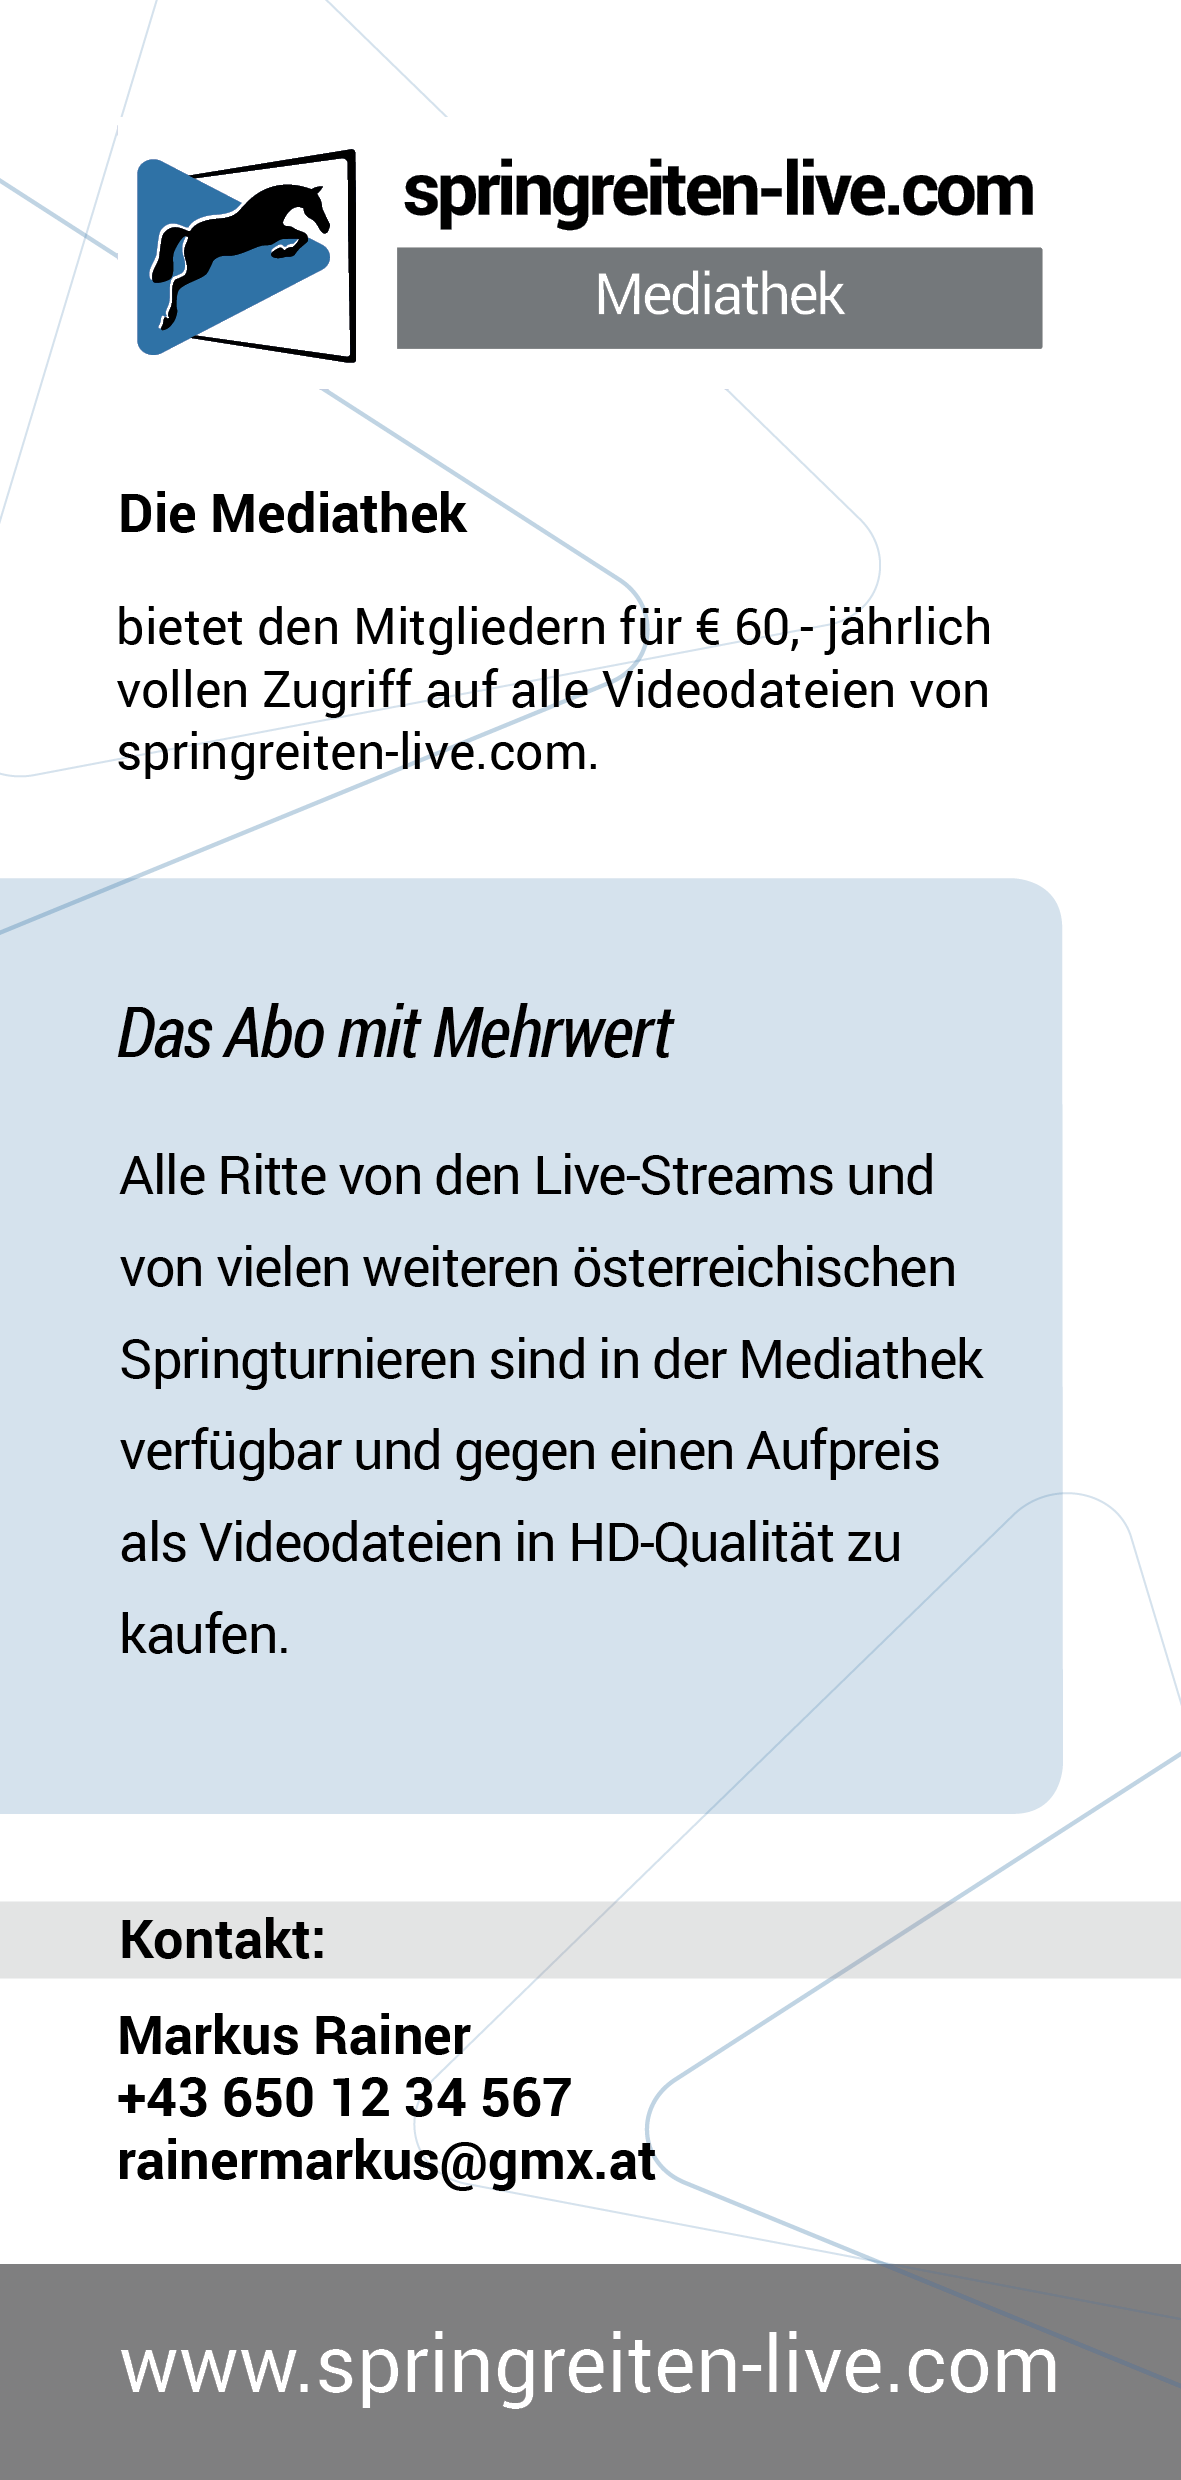 springreiten-live.com
Mediathek
Die Mediathek
bietet den Mitgliedern für € 60,- jährlich
vollen Zugriff auf alle Videodateien von
springreiten-live.com.
Das Abo mit Mehrwert
Alle Ritte von den Live-Streams und
von vielen weiteren österreichischen
Springturnieren sind in der Mediathek
verfügbar und gegen einen Aufpreis
als Videodateien in HD-Qualität zu
kaufen.
Kontakt:
Markus Rainer
+43 650 12 34 567
rainermarkus@gmx.at
www.springreiten-live.com